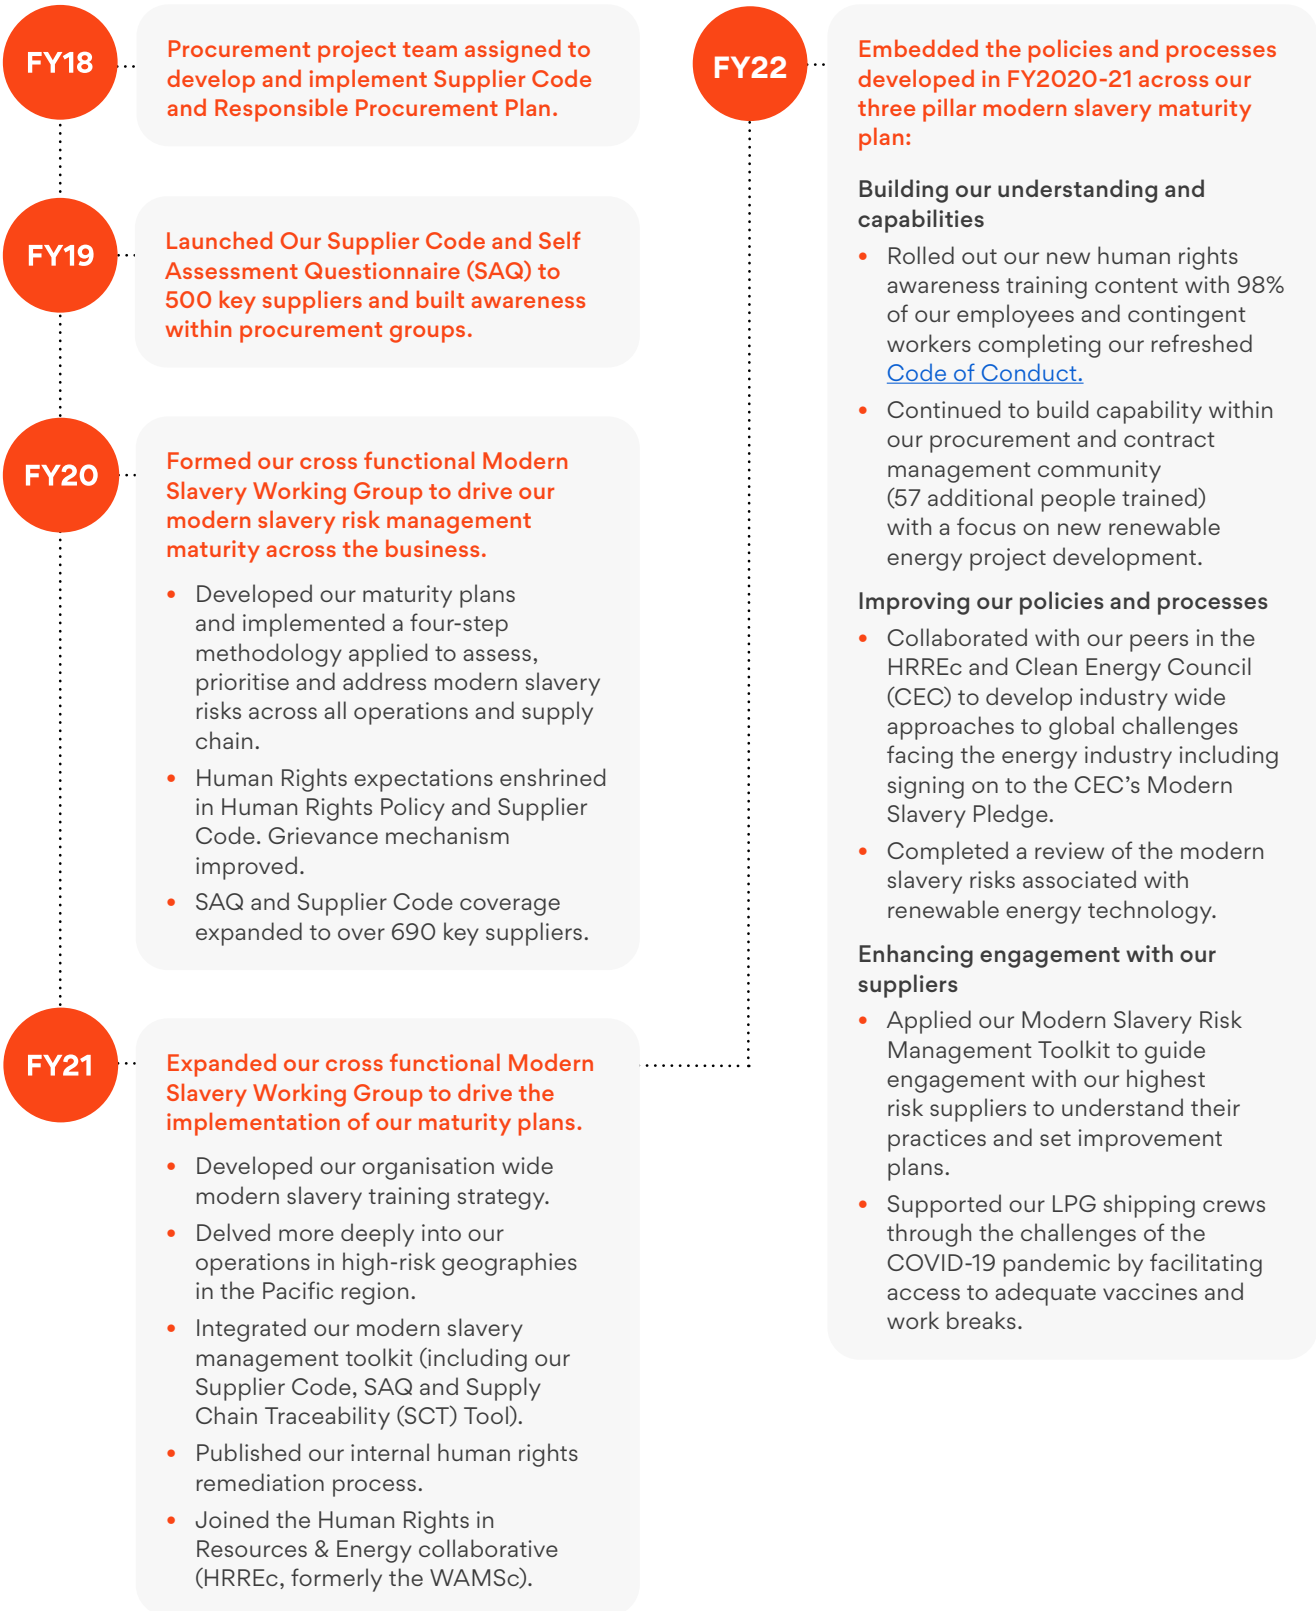 FY18
Procurement project team assigned to
develop and implement Supplier Code
and Responsible Procurement Plan.
FY19
Launched Our Supplier Code and Self
Assessment Questionnaire (SAQ) to
500 key suppliers and built awareness
within procurement groups.
FY20
Formed our cross functional Modern
Slavery Working Group to drive our
modern slavery risk management
maturity across the business.
• Developed our maturity plans
and implemented a four-step
methodology applied to assess,
prioritise and address modern slavery
risks across all operations and supply
chain.
• Human Rights expectations enshrined
in Human Rights Policy and Supplier
Code. Grievance mechanism
improved.
• SAQ and Supplier Code coverage
expanded to over 690 key suppliers.
FY21
Expanded our cross functional Modern
Slavery Working Group to drive the
implementation of our maturity plans.
• Developed our organisation wide
modern slavery training strategy.
• Delved more deeply into our
operations in high-risk geographies
in the Pacific region.
• Integrated our modern slavery
management toolkit (including our
Supplier Code, SAQ and Supply
Chain Traceability (SCT) Tool).
• Published our internal human rights
remediation process.
• Joined the Human Rights in
Resources & Energy collaborative
(HRREc, formerly the WAMSc).
FY22
Embedded the policies and processes
developed in FY2020-21 across our
three pillar modern slavery maturity
plan:
Building our understanding and
capabilities
• Rolled out our new human rights
awareness training content with 98%
of our employees and contingent
workers completing our refreshed
Code of Conduct.
• Continued to build capability within
our procurement and contract
management community
(57 additional people trained)
with a focus on new renewable
energy project development.
Improving our policies and processes
• Collaborated with our peers in the
HRREc and Clean Energy Council
(CEC) to develop industry wide
approaches to global challenges
facing the energy industry including
signing on to the CEC's Modern
Slavery Pledge.
• Completed a review of the modern
slavery risks associated with
renewable energy technology.
Enhancing engagement with our
suppliers
• Applied our Modern Slavery Risk
Management Toolkit to guide
engagement with our highest
risk suppliers to understand their
practices and set improvement
plans.
• Supported our LPG shipping crews
through the challenges of the
COVID-19 pandemic by facilitating
access to adequate vaccines and
work breaks.